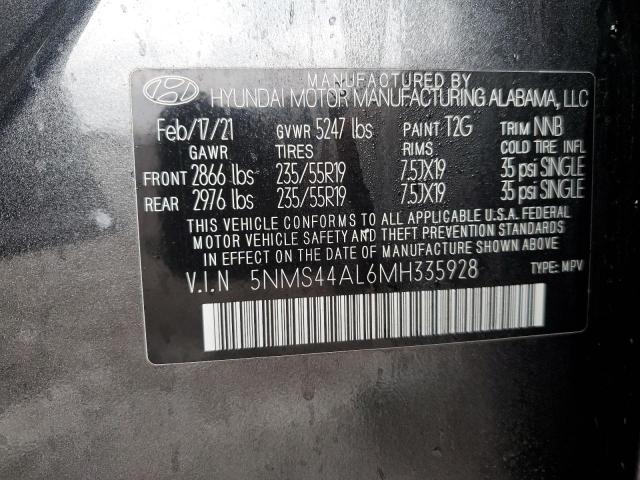 MANUFACTURED BY
HYUNDAI MOTOR MANUFACTURING ALABAMA, LLC
Feb/17/21 GVWR 5247 lbs PAINT T2G TRIM NNB
GAWR TIRES RIMS COLD TIRE INFL
FRONT 2866 lbs 235/55R19 7.5JX19 35 psi SINGLE
REAR 2976 lbs 235/55R19 7.5JX19 35 psi SINGLE
THIS VEHICLE CONFORMS TO ALL APPLICABLE U.S.A. FEDERAL
MOTOR VEHICLE SAFETY AND THEFT PREVENTION STANDARDS
IN EFFECT ON THE DATE OF MANUFACTURE SHOWN ABOVE.
V.I.N 5NMS44AL6MH335928 TYPE: MPV